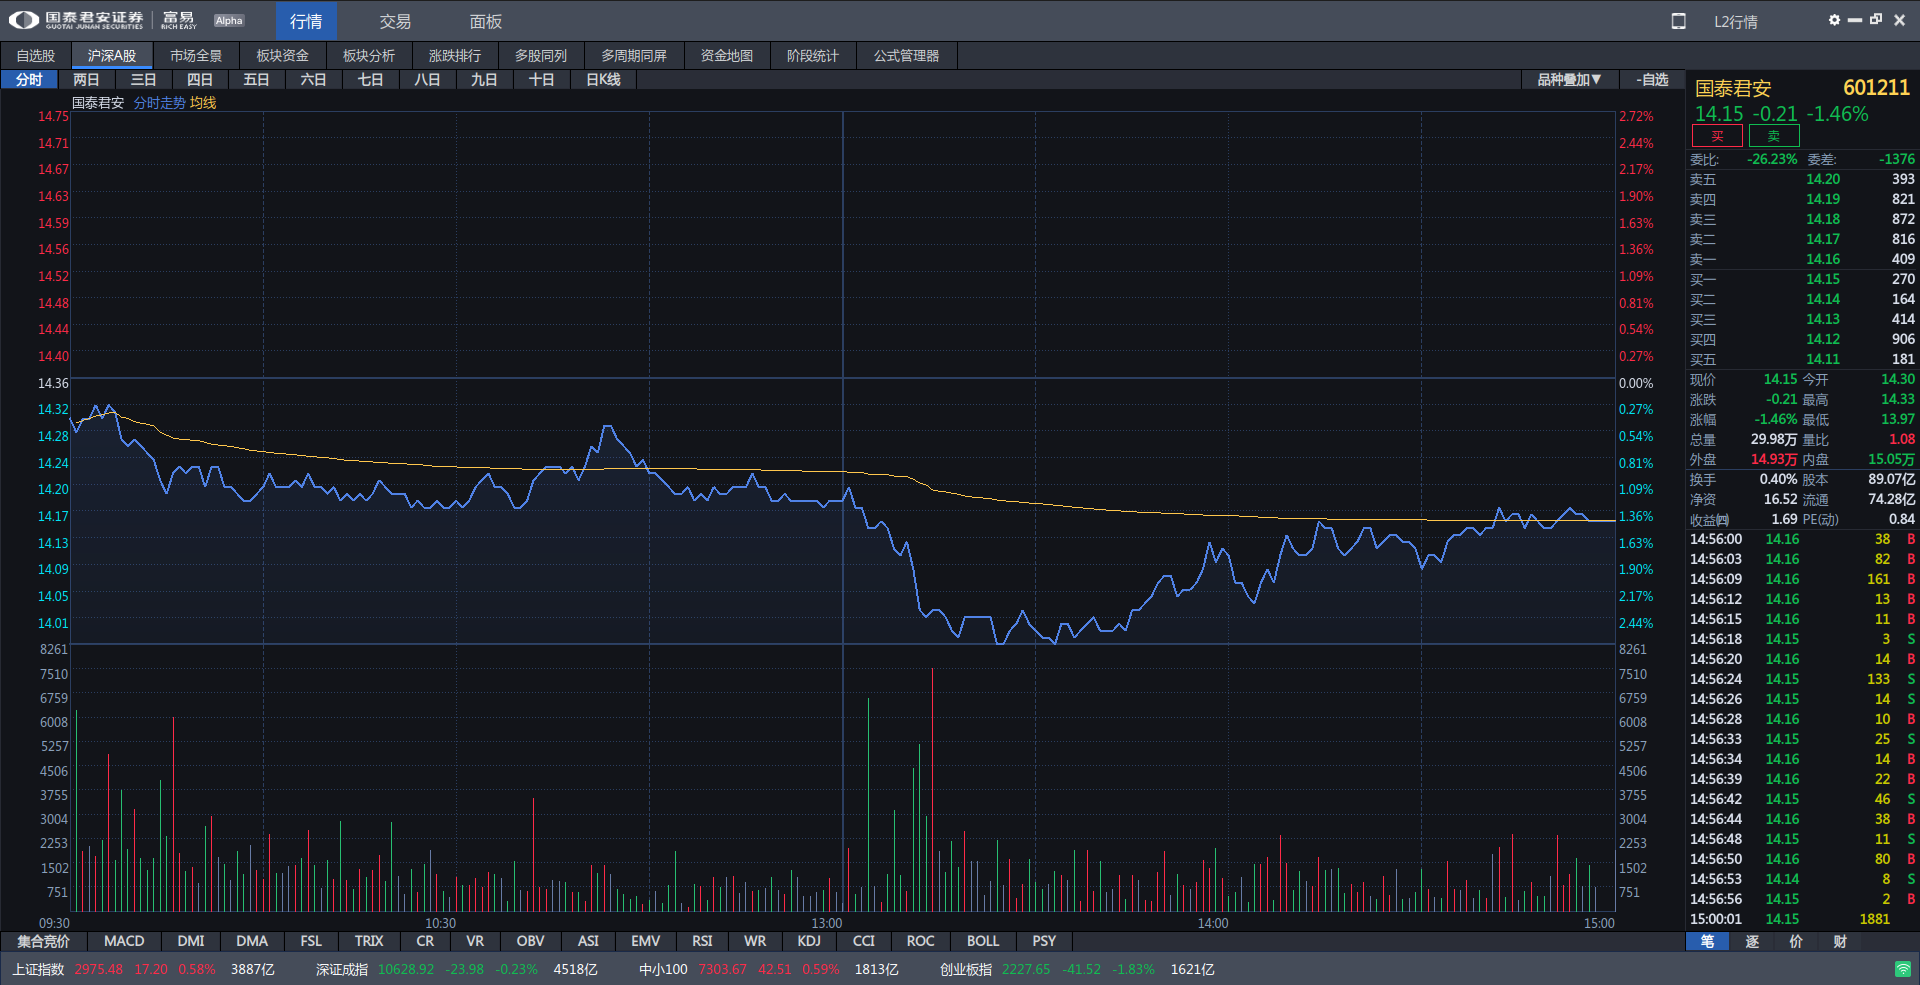 国泰君安证券 富易 Alpha 行情 交易 面板 L2行情
GUOTAI JUNAN SECURITIES RICH EASY
自选股 沪深A股 市场全景 板块资金 板块分析 涨跌排行 多股同列 多周期同屏 资金地图 阶段统计 公式管理器
分时 两日 三日 四日 五日 六日 七日 八日 九日 十日 日K线 品种叠加▼ -自选
国泰君安 分时走势 均线
14.75 2.72%
14.71 2.44%
14.67 2.17%
14.63 1.90%
14.59 1.63%
14.56 1.36%
14.52 1.09%
14.48 0.81%
14.44 0.54%
14.40 0.27%
14.36 0.00%
14.32 0.27%
14.28 0.54%
14.24 0.81%
14.20 1.09%
14.17 1.36%
14.13 1.63%
14.09 1.90%
14.05 2.17%
14.01 2.44%
8261 8261
7510 7510
6759 6759
6008 6008
5257 5257
4506 4506
3755 3755
3004 3004
2253 2253
1502 1502
751 751
09:30 10:30 13:00 14:00 15:00
国泰君安 601211
14.15 -0.21 -1.46%
买 卖
委比: -26.23% 委差: -1376
卖五 14.20 393
卖四 14.19 821
卖三 14.18 872
卖二 14.17 816
卖一 14.16 409
买一 14.15 270
买二 14.14 164
买三 14.13 414
买四 14.12 906
买五 14.11 181
现价 14.15 今开 14.30
涨跌 -0.21 最高 14.33
涨幅 -1.46% 最低 13.97
总量 29.98万 量比 1.08
外盘 14.93万 内盘 15.05万
换手 0.40% 股本 89.07亿
净资 16.52 流通 74.28亿
收益㈣ 1.69 PE(动) 0.84
14:56:00 14.16 38 B
14:56:03 14.16 82 B
14:56:09 14.16 161 B
14:56:12 14.16 13 B
14:56:15 14.16 11 B
14:56:18 14.15 3 S
14:56:20 14.16 14 B
14:56:24 14.15 133 S
14:56:26 14.15 14 S
14:56:28 14.16 10 B
14:56:33 14.15 25 S
14:56:34 14.16 14 B
14:56:39 14.16 22 B
14:56:42 14.15 46 S
14:56:44 14.16 38 B
14:56:48 14.15 11 S
14:56:50 14.16 80 B
14:56:53 14.14 8 S
14:56:56 14.15 2 B
15:00:01 14.15 1881
集合竞价 MACD DMI DMA FSL TRIX CR VR OBV ASI EMV RSI WR KDJ CCI ROC BOLL PSY 笔 逐 价 财
上证指数 2975.48 17.20 0.58% 3887亿 深证成指 10628.92 -23.98 -0.23% 4518亿 中小100 7303.67 42.51 0.59% 1813亿 创业板指 2227.65 -41.52 -1.83% 1621亿